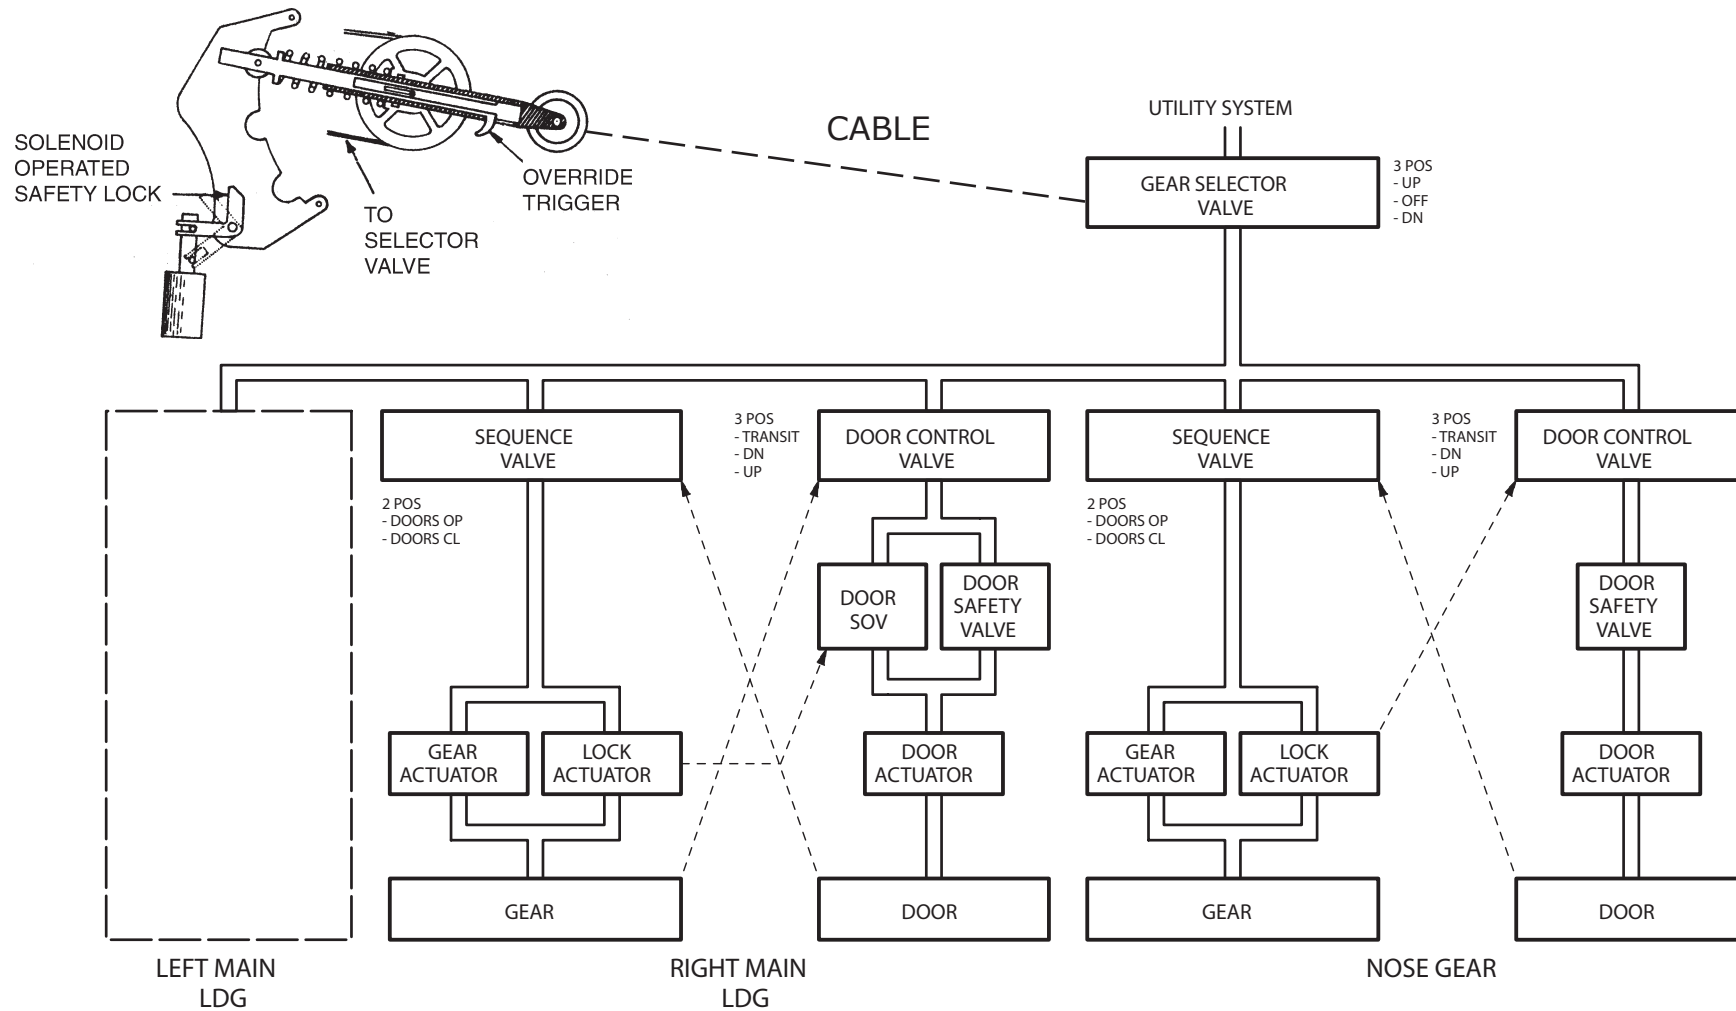 SOLENOID
OPERATED
SAFETY LOCK
TO
SELECTOR
VALVE
OVERRIDE
TRIGGER
CABLE
UTILITY SYSTEM
GEAR SELECTOR
VALVE
3 POS
- UP
- OFF
- DN
SEQUENCE
VALVE
2 POS
- DOORS OP
- DOORS CL
3 POS
- TRANSIT
- DN
- UP
DOOR CONTROL
VALVE
SEQUENCE
VALVE
2 POS
- DOORS OP
- DOORS CL
3 POS
- TRANSIT
- DN
- UP
DOOR CONTROL
VALVE
DOOR
SOV
DOOR
SAFETY
VALVE
DOOR
SAFETY
VALVE
GEAR
ACTUATOR
LOCK
ACTUATOR
DOOR
ACTUATOR
GEAR
ACTUATOR
LOCK
ACTUATOR
DOOR
ACTUATOR
GEAR
DOOR
GEAR
DOOR
LEFT MAIN
LDG
RIGHT MAIN
LDG
NOSE GEAR